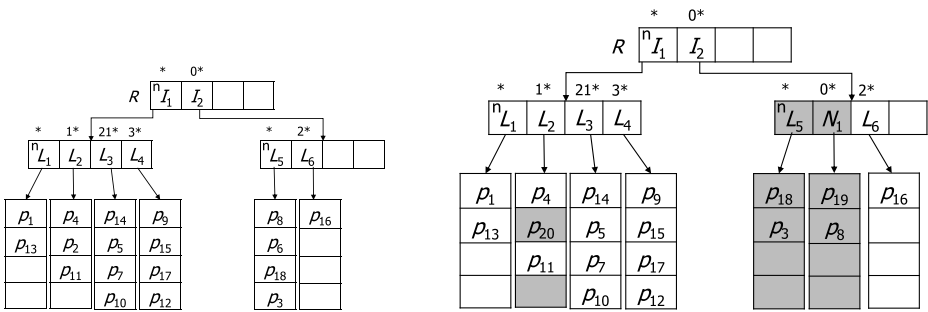 * 0*
R nI1 I2
* 1* 21* 3* * 2*
nL1 L2 L3 L4 nL5 L6
p1 p4 p14 p9 p8 p16
p13 p2 p5 p15 p6
p11 p7 p17 p18
p10 p12 p3
* 0*
R nI1 I2
* 1* 21* 3* * 0* 2*
nL1 L2 L3 L4 nL5 N1 L6
p1 p4 p14 p9 p18 p19 p16
p13 p20 p5 p15 p3 p8
p11 p7 p17
p10 p12